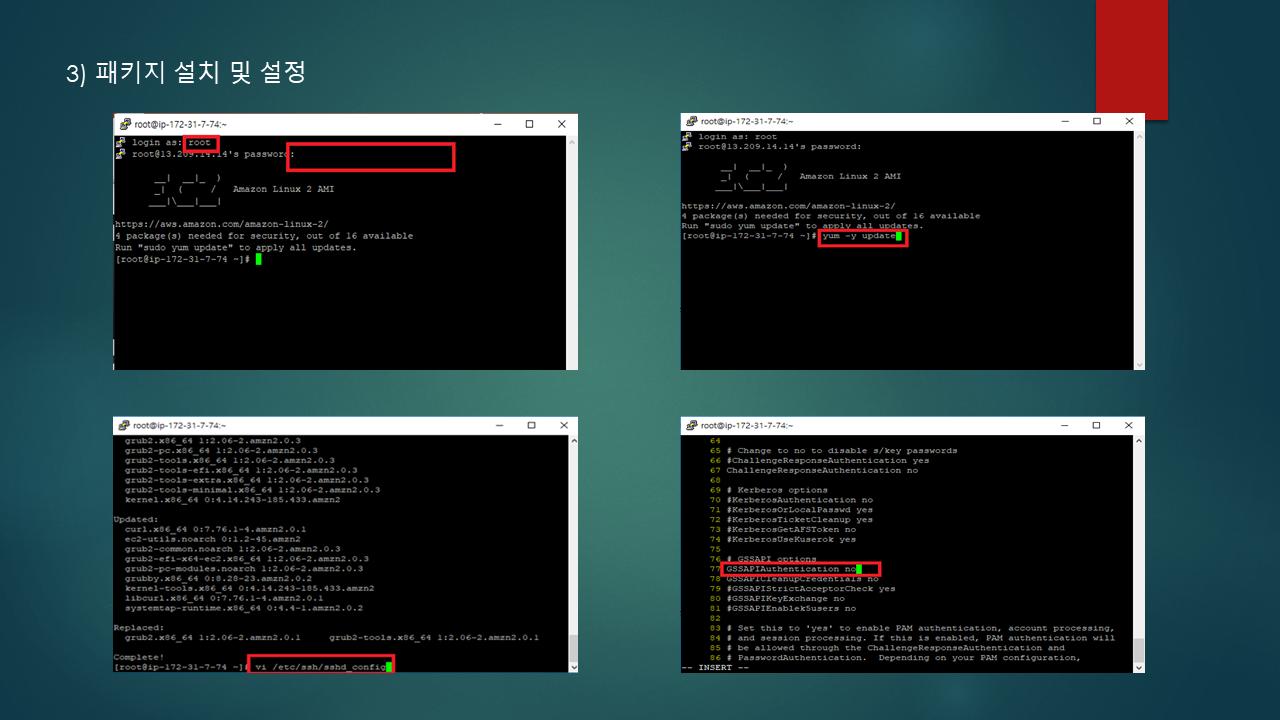 3) 패키지 설치 및 설정
root@ip-172-31-7-74:~
login as: root
root@13.209.14.14's password:
__|  __|_  )
_|  (     /   Amazon Linux 2 AMI
___|\___|___|
https://aws.amazon.com/amazon-linux-2/
4 package(s) needed for security, out of 16 available
Run "sudo yum update" to apply all updates.
[root@ip-172-31-7-74 ~]#
root@ip-172-31-7-74:~
login as: root
root@13.209.14.14's password:
__|  __|_  )
_|  (     /   Amazon Linux 2 AMI
___|\___|___|
https://aws.amazon.com/amazon-linux-2/
4 package(s) needed for security, out of 16 available
Run "sudo yum update" to apply all updates.
[root@ip-172-31-7-74 ~]# yum -y update
root@ip-172-31-7-74:~
grub2.x86_64 1:2.06-2.amzn2.0.3
grub2-pc.x86_64 1:2.06-2.amzn2.0.3
grub2-tools.x86_64 1:2.06-2.amzn2.0.3
grub2-tools-efi.x86_64 1:2.06-2.amzn2.0.3
grub2-tools-extra.x86_64 1:2.06-2.amzn2.0.3
grub2-tools-minimal.x86_64 1:2.06-2.amzn2.0.3
kernel.x86_64 0:4.14.243-185.433.amzn2
Updated:
curl.x86_64 0:7.76.1-4.amzn2.0.1
ec2-utils.noarch 0:1.2-45.amzn2
grub2-common.noarch 1:2.06-2.amzn2.0.3
grub2-efi-x64-ec2.x86_64 1:2.06-2.amzn2.0.3
grub2-pc-modules.noarch 1:2.06-2.amzn2.0.3
grubby.x86_64 0:8.28-23.amzn2.0.2
kernel-tools.x86_64 0:4.14.243-185.433.amzn2
libcurl.x86_64 0:7.76.1-4.amzn2.0.1
systemtap-runtime.x86_64 0:4.4-1.amzn2.0.2
Replaced:
grub2.x86_64 1:2.06-2.amzn2.0.1     grub2-tools.x86_64 1:2.06-2.amzn2.0.1
Complete!
[root@ip-172-31-7-74 ~]# vi /etc/ssh/sshd_config
root@ip-172-31-7-74:~
64
65 # Change to no to disable s/key passwords
66 #ChallengeResponseAuthentication yes
67 ChallengeResponseAuthentication no
68
69 # Kerberos options
70 #KerberosAuthentication no
71 #KerberosOrLocalPasswd yes
72 #KerberosTicketCleanup yes
73 #KerberosGetAFSToken no
74 #KerberosUseKuserok yes
75
76 # GSSAPI options
77 GSSAPIAuthentication no
78 GSSAPICleanupCredentials no
79 #GSSAPIStrictAcceptorCheck yes
80 #GSSAPIKeyExchange no
81 #GSSAPIEnablek5users no
82
83 # Set this to 'yes' to enable PAM authentication, account processing,
84 # and session processing. If this is enabled, PAM authentication will
85 # be allowed through the ChallengeResponseAuthentication and
86 # PasswordAuthentication.  Depending on your PAM configuration,
-- INSERT --